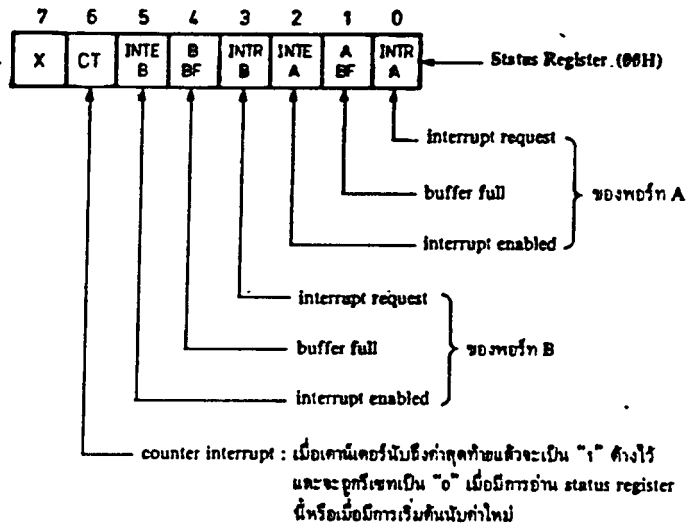 7 6 5 4 3 2 1 0
X CT INTE B B BF INTR B INTE A A BF INTR A
Status Register (00H)
interrupt request
buffer full
ของพอร์ท A
interrupt enabled
interrupt request
buffer full
ของพอร์ท B
interrupt enabled
counter interrupt : เมื่อเคาน์เตอร์นับถึงค่าสุดท้ายแล้วจะเป็น "1" ค้างไว้
และจะถูกรีเซทเป็น "0" เมื่อมีการอ่าน status register
นี้หรือเมื่อมีการเริ่มต้นนับค่าใหม่